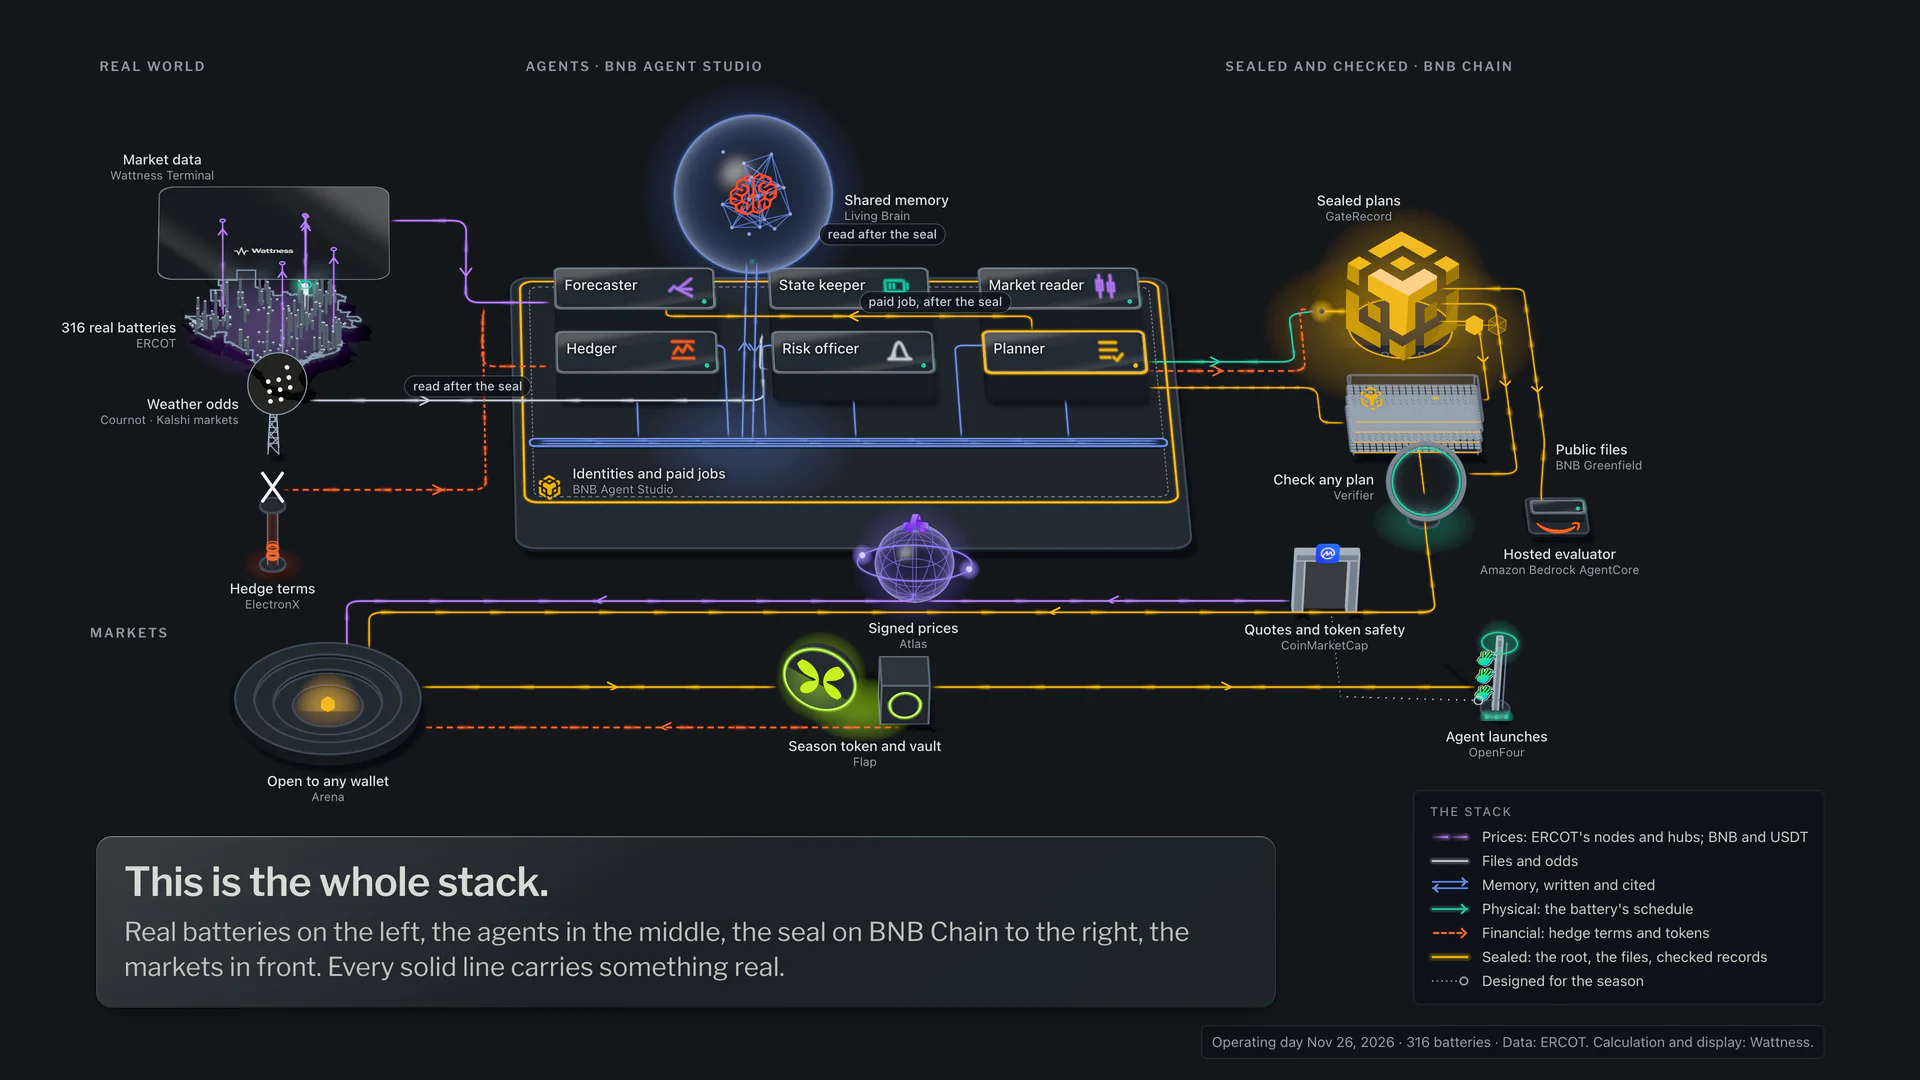 REAL WORLD
AGENTS · BNB AGENT STUDIO
SEALED AND CHECKED · BNB CHAIN
Market data
Wattness Terminal
Wattness
316 real batteries
ERCOT
Weather odds
Cournot · Kalshi markets
Hedge terms
ElectronX
read after the seal
Shared memory
Living Brain
read after the seal
Forecaster
State keeper
Market reader
paid job, after the seal
Hedger
Risk officer
Planner
Identities and paid jobs
BNB Agent Studio
Sealed plans
GateRecord
Check any plan
Verifier
Public files
BNB Greenfield
Hosted evaluator
Amazon Bedrock AgentCore
MARKETS
Signed prices
Atlas
Quotes and token safety
CoinMarketCap
Open to any wallet
Arena
Season token and vault
Flap
Agent launches
OpenFour
This is the whole stack.
Real batteries on the left, the agents in the middle, the seal on BNB Chain to the right, the
markets in front. Every solid line carries something real.
THE STACK
Prices: ERCOT's nodes and hubs; BNB and USDT
Files and odds
Memory, written and cited
Physical: the battery's schedule
Financial: hedge terms and tokens
Sealed: the root, the files, checked records
Designed for the season
Operating day Nov 26, 2026 · 316 batteries · Data: ERCOT. Calculation and display: Wattness.